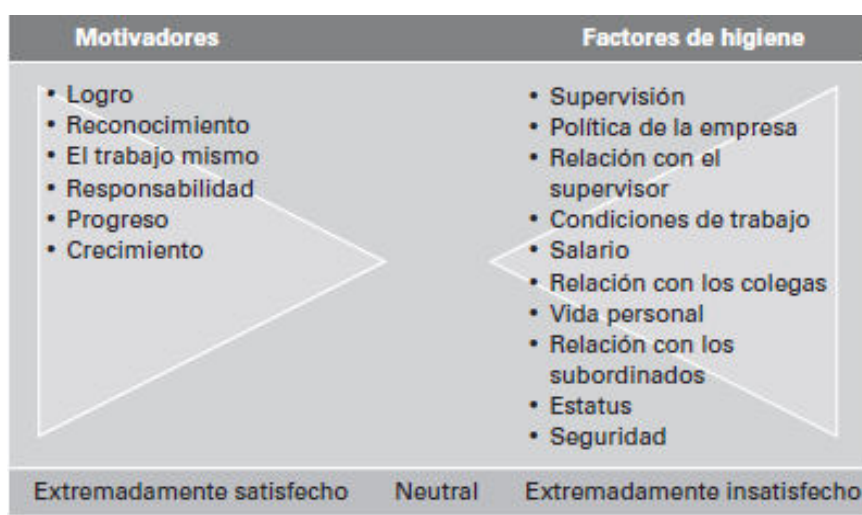 Motivadores
• Logro
• Reconocimiento
• El trabajo mismo
• Responsabilidad
• Progreso
• Crecimiento
Factores de higiene
• Supervisión
• Política de la empresa
• Relación con el
supervisor
• Condiciones de trabajo
• Salario
• Relación con los colegas
• Vida personal
• Relación con los
subordinados
• Estatus
• Seguridad
Extremadamente satisfecho Neutral Extremadamente insatisfecho